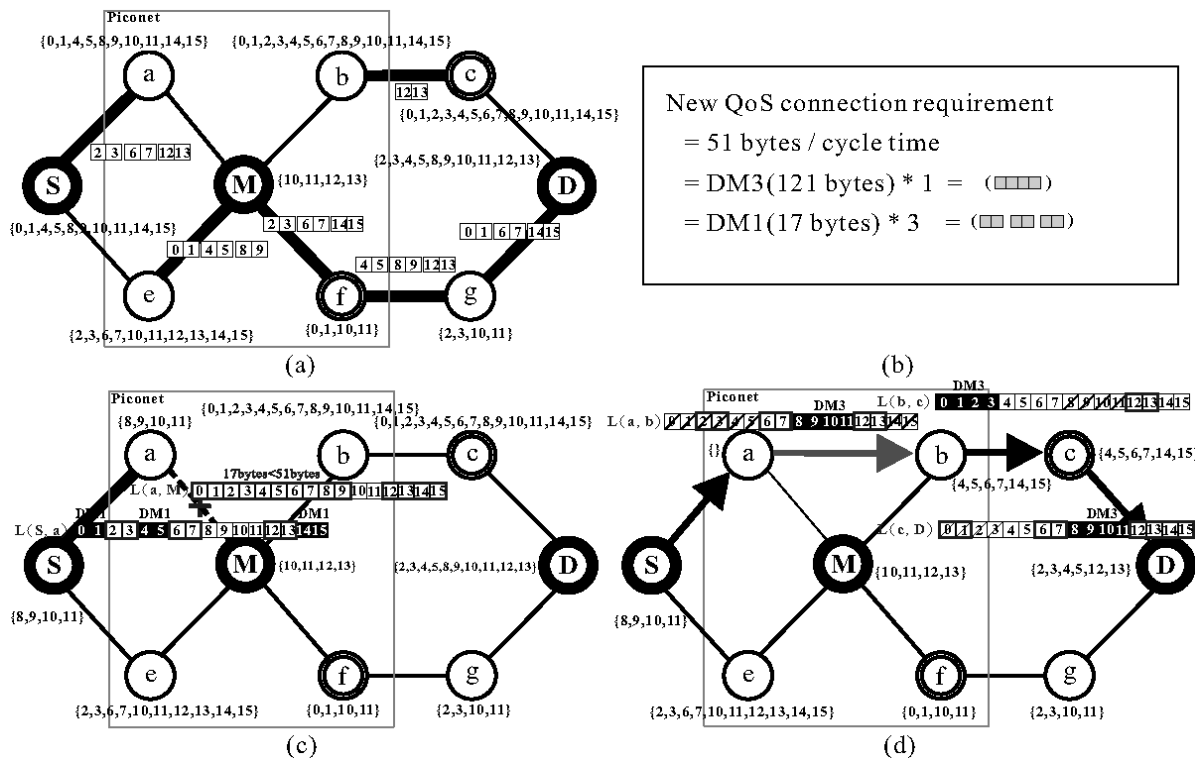 Piconet
{0,1,4,5,8,9,10,11,14,15}
{0,1,2,3,4,5,6,7,8,9,10,11,14,15}
a
b
c
12 13
{0,1,2,3,4,5,6,7,8,9,10,11,14,15}
2 3 6 7 12 13
{2,3,4,5,8,9,10,11,12,13}
S
M
{10,11,12,13}
D
2 3 6 7 14 15
{0,1,4,5,8,9,10,11,14,15}
0 1 6 7 14 15
0 1 4 5 8 9
4 5 8 9 12 13
e
f
g
{0,1,10,11}
{2,3,10,11}
{2,3,6,7,10,11,12,13,14,15}
(a)
New QoS connection requirement
= 51 bytes / cycle time
= DM3(121 bytes) * 1 = ( )
= DM1(17 bytes) * 3 = ( )
(b)
Piconet
{8,9,10,11}
{0,1,2,3,4,5,6,7,8,9,10,11,14,15}
{0,1,2,3,4,5,6,7,8,9,10,11,14,15}
a
b
c
17bytes<51bytes
L(a, M) 0 1 2 3 4 5 6 7 8 9 10 11 12 13 14 15
DM1 DM1 DM1
L(S, a) 0 1 2 3 4 5 6 7 8 9 10 11 12 13 14 15
S
M
{10,11,12,13}
{2,3,4,5,8,9,10,11,12,13}
D
{8,9,10,11}
e
f
g
{2,3,6,7,10,11,12,13,14,15}
{0,1,10,11}
{2,3,10,11}
(c)
Piconet
DM3
L(b, c) 0 1 2 3 4 5 6 7 8 9 10 11 12 13 14 15
DM3
L(a, b) 0 1 2 3 4 5 6 7 8 9 10 11 12 13 14 15
{}
a
b
c
{4,5,6,7,14,15}
{4,5,6,7,14,15}
DM3
L(c, D) 0 1 2 3 4 5 6 7 8 9 10 11 12 13 14 15
S
M
{10,11,12,13}
{2,3,4,5,12,13}
D
{8,9,10,11}
e
f
g
{2,3,6,7,10,11,12,13,14,15}
{0,1,10,11}
{2,3,10,11}
(d)